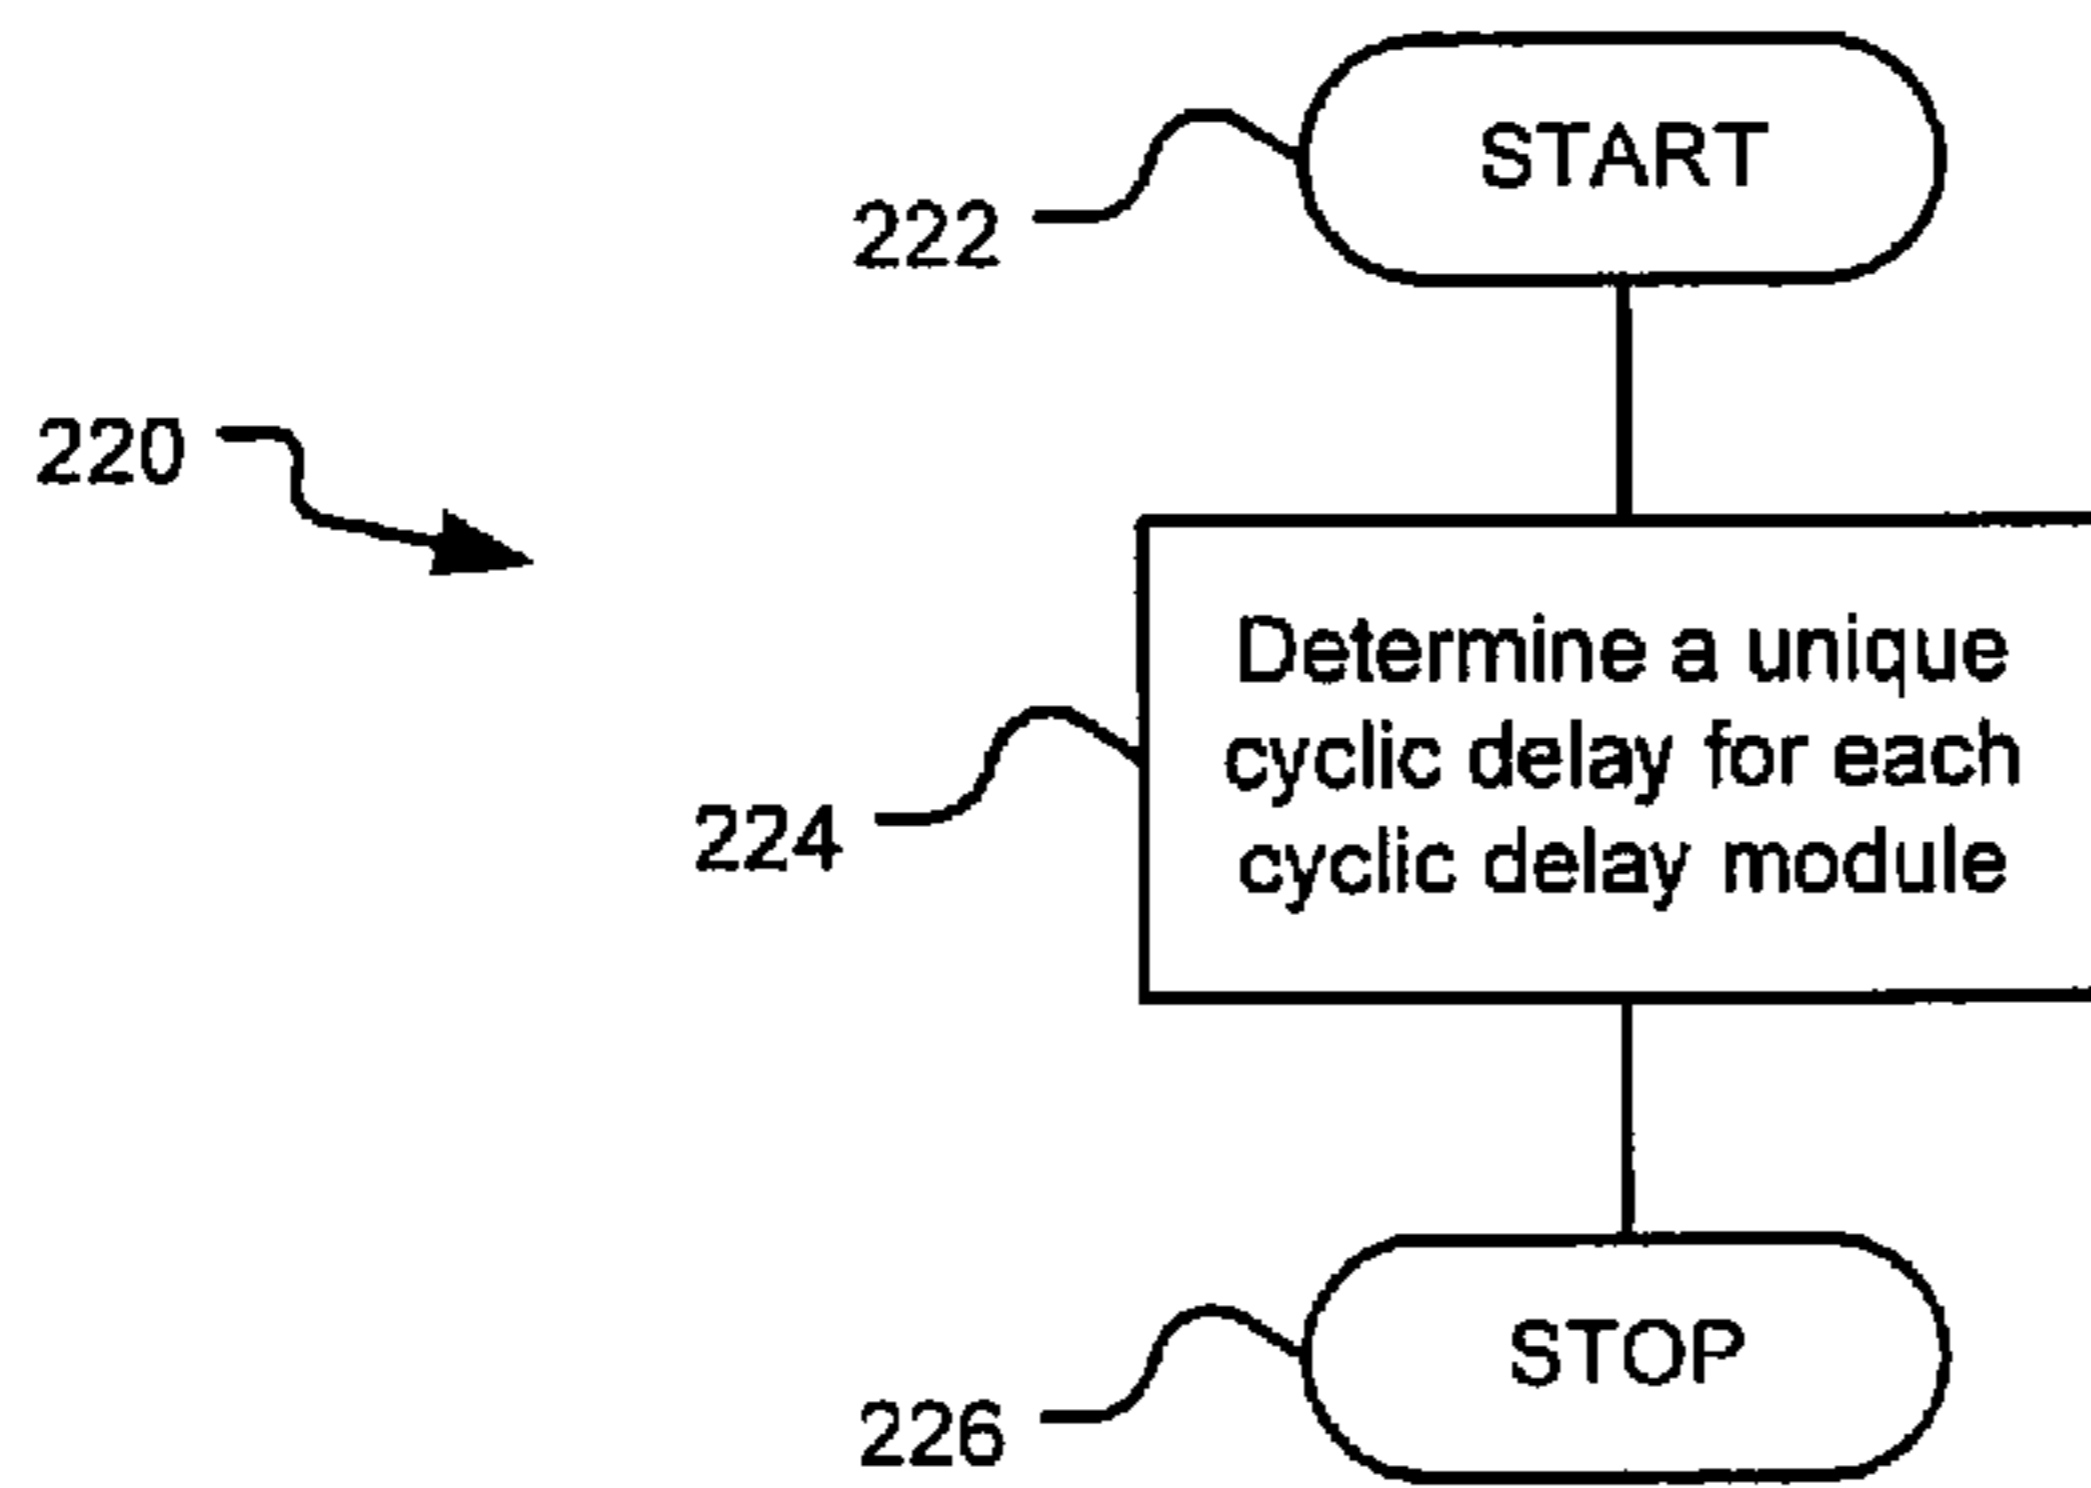 START
222
220
Determine a unique
cyclic delay for each
cyclic delay module
224
STOP
226